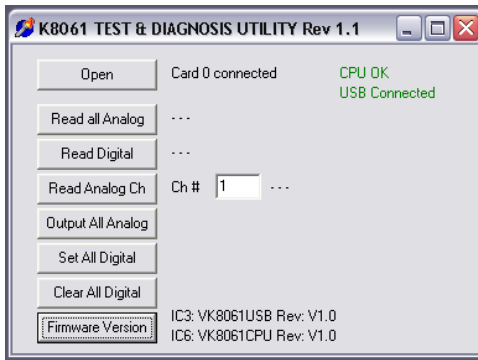 K8061 TEST & DIAGNOSIS UTILITY Rev 1.1
Open Card 0 connected CPU OK
USB Connected
Read all Analog - - -
Read Digital - - -
Read Analog Ch Ch # 1 - - -
Output All Analog
Set All Digital
Clear All Digital
Firmware Version IC3: VK8061USB Rev: V1.0
IC6: VK8061CPU Rev: V1.0